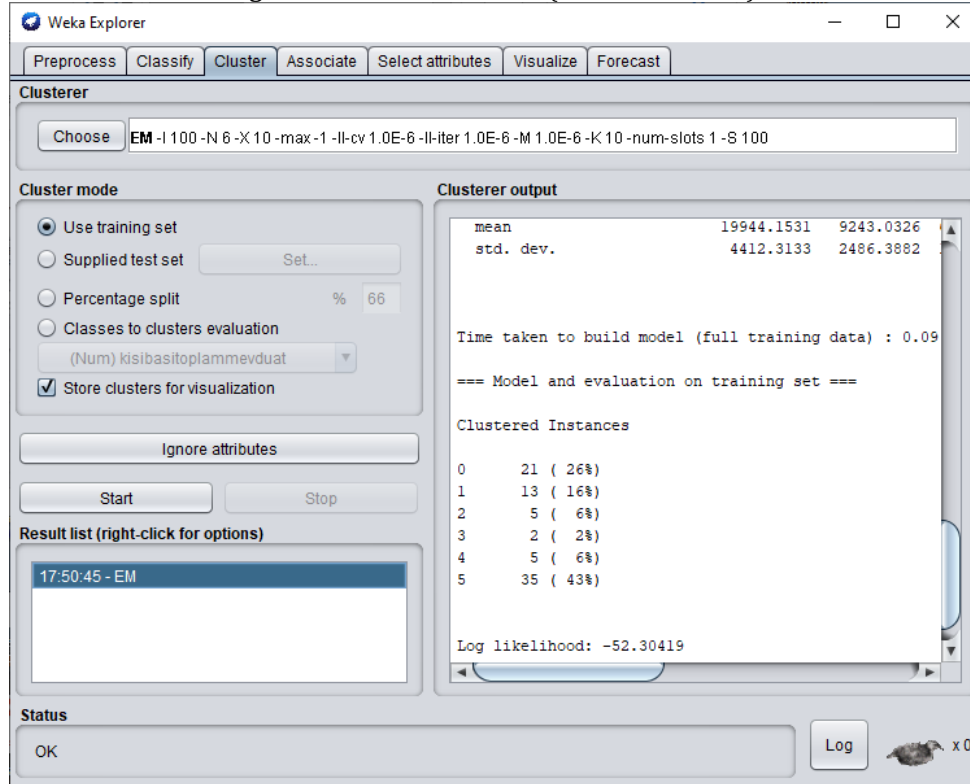 Weka Explorer
Preprocess Classify Cluster Associate Select attributes Visualize Forecast
Clusterer
Choose EM -I 100 -N 6 -X 10 -max -1 -ll-cv 1.0E-6 -ll-iter 1.0E-6 -M 1.0E-6 -K 10 -num-slots 1 -S 100
Cluster mode
Use training set
Supplied test set Set...
Percentage split % 66
Classes to clusters evaluation
(Num) kisibasitoplammevduat
Store clusters for visualization
Ignore attributes
Start Stop
Result list (right-click for options)
17:50:45 - EM
Clusterer output
mean 19944.1531 9243.0326
std. dev. 4412.3133 2486.3882
Time taken to build model (full training data) : 0.09
=== Model and evaluation on training set ===
Clustered Instances
0 21 ( 26%)
1 13 ( 16%)
2 5 ( 6%)
3 2 ( 2%)
4 5 ( 6%)
5 35 ( 43%)
Log likelihood: -52.30419
Status
OK
Log x 0